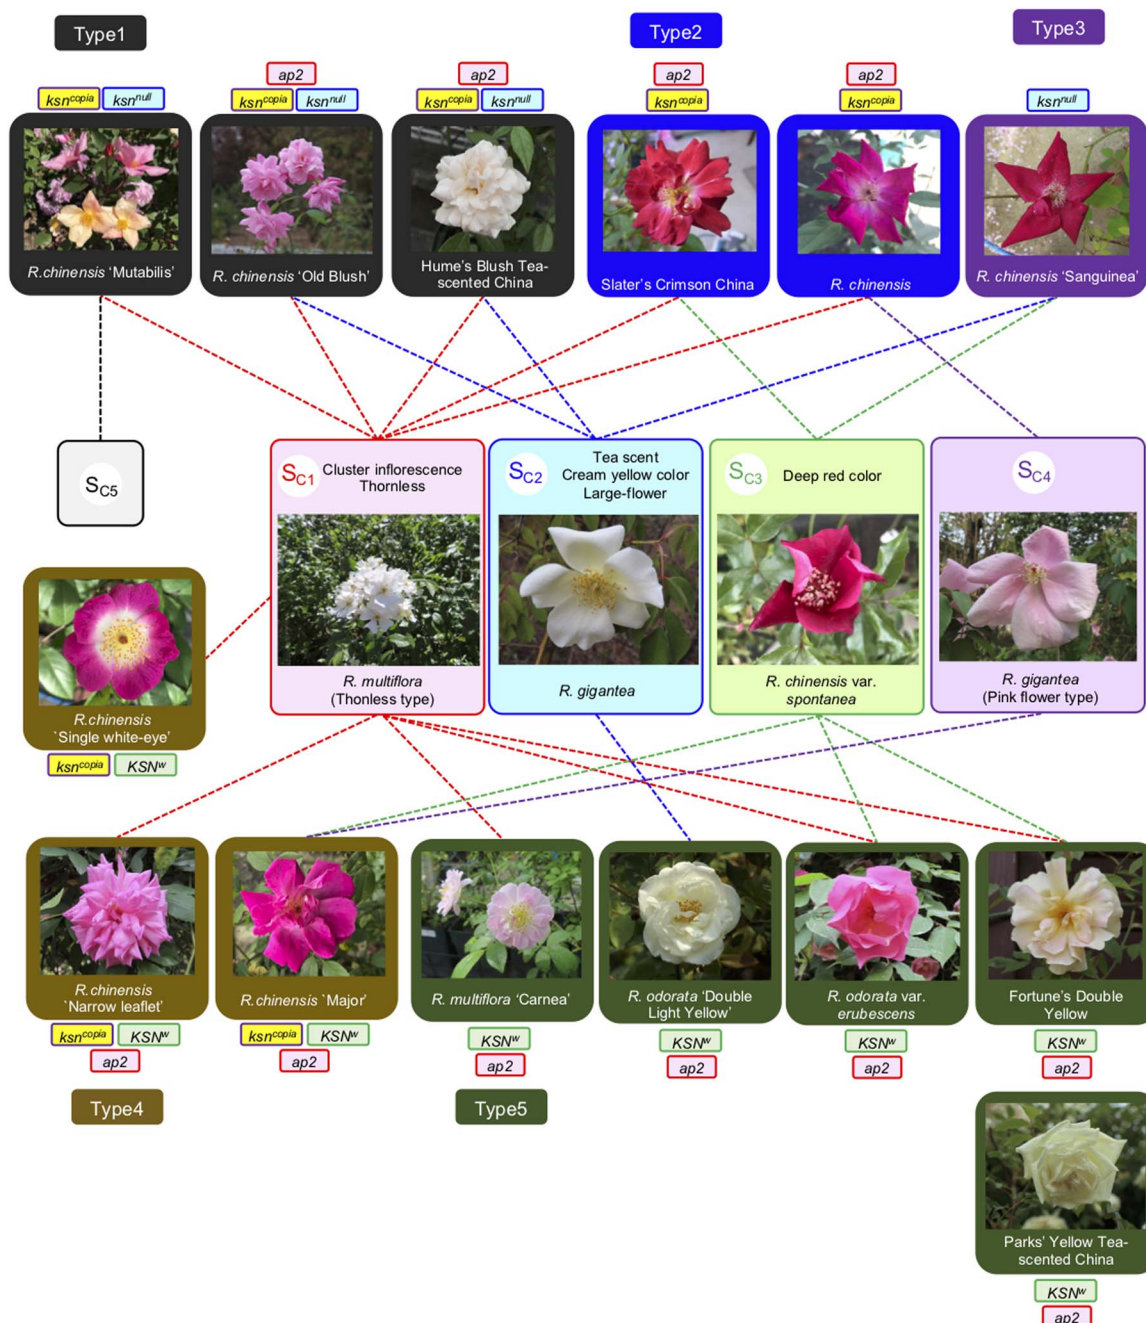 Type1
Type2
Type3
ap2
ap2
ap2
ap2
ksncopia
ksnnull
ksncopia
ksnnull
ksncopia
ksnnull
ksncopia
ksncopia
ksnnull
R.chinensis ‘Mutabilis’
R. chinensis ‘Old Blush’
Hume’s Blush Tea-
scented China
Slater’s Crimson China
R. chinensis
R. chinensis ‘Sanguinea’
SC5
SC1
Cluster inflorescence
Thornless
SC2
Tea scent
Cream yellow color
Large-flower
SC3
Deep red color
SC4
R. multiflora
(Thonless type)
R. gigantea
R. chinensis var.
spontanea
R. gigantea
(Pink flower type)
R.chinensis
`Single white-eye’
ksncopia
KSNw
R.chinensis
`Narrow leaflet’
R.chinensis `Major’
R. multiflora ‘Carnea’
R. odorata ‘Double
Light Yellow’
R. odorata var.
erubescens
Fortune’s Double
Yellow
ksncopia
KSNw
ksncopia
KSNw
KSNw
KSNw
KSNw
KSNw
ap2
ap2
ap2
ap2
ap2
ap2
Type4
Type5
Parks’ Yellow Tea-
scented China
KSNw
ap2